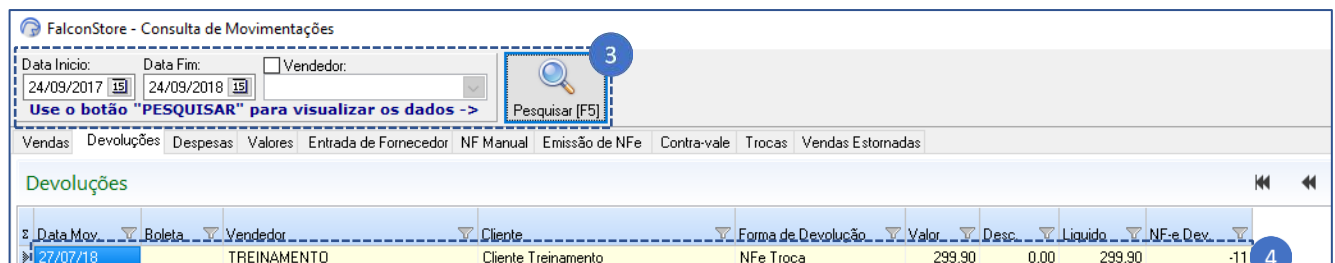 FalconStore - Consulta de Movimentações
3
Data Inicio: Data Fim: Vendedor:
24/09/2017 15 24/09/2018 15
Use o botão "PESQUISAR" para visualizar os dados -> Pesquisar [F5]
Vendas Devoluções Despesas Valores Entrada de Fornecedor NF Manual Emissão de NFe Contra-vale Trocas Vendas Estornadas
Devoluções
Σ Data Mov. Boleta Vendedor Cliente Forma de Devolução Valor Desc. Liquido NF-e Dev.
27/07/18 TREINAMENTO Cliente Treinamento NFe Troca 299.90 0.00 299.90 -11 4